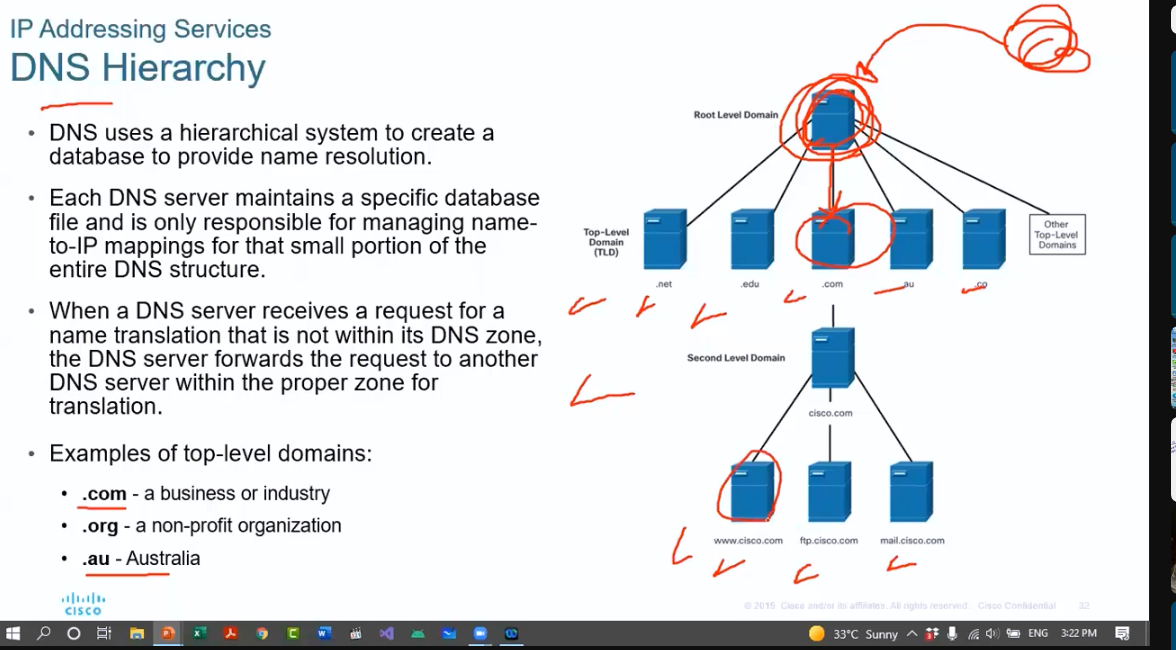 IP Addressing Services
DNS Hierarchy
• DNS uses a hierarchical system to create a
database to provide name resolution.
• Each DNS server maintains a specific database
file and is only responsible for managing name-
to-IP mappings for that small portion of the
entire DNS structure.
• When a DNS server receives a request for a
name translation that is not within its DNS zone,
the DNS server forwards the request to another
DNS server within the proper zone for
translation.
• Examples of top-level domains:
• .com - a business or industry
• .org - a non-profit organization
• .au - Australia
Root Level Domain
Top-Level
Domain
(TLD)
.net
.edu
.com
.au
.co
Other
Top-Level
Domains
Second Level Domain
cisco.com
www.cisco.com
ftp.cisco.com
mail.cisco.com
CISCO
© 2019 Cisco and/or its affiliates. All rights reserved Cisco Confidential 32
33°C Sunny
ENG
3:22 PM